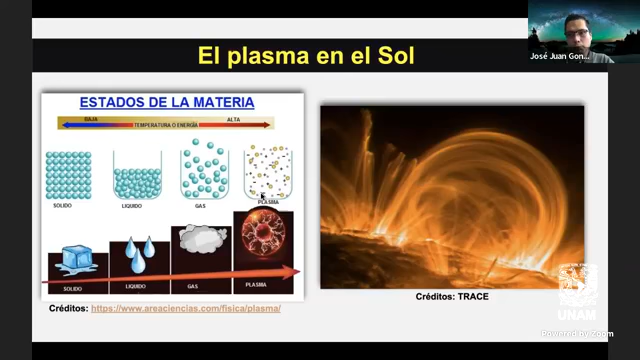 El plasma en el Sol
José Juan Gon...
ESTADOS DE LA MATERIA
BAJA
ALTA
TEMPERATURA O ENERGÍA
SOLIDO
LIQUIDO
GAS
PLASMA
SOLIDO
LIQUIDO
GAS
PLASMA
Créditos: https://www.areaciencias.com/fisica/plasma/
Créditos: TRACE
UNAM
Powered by Zoom